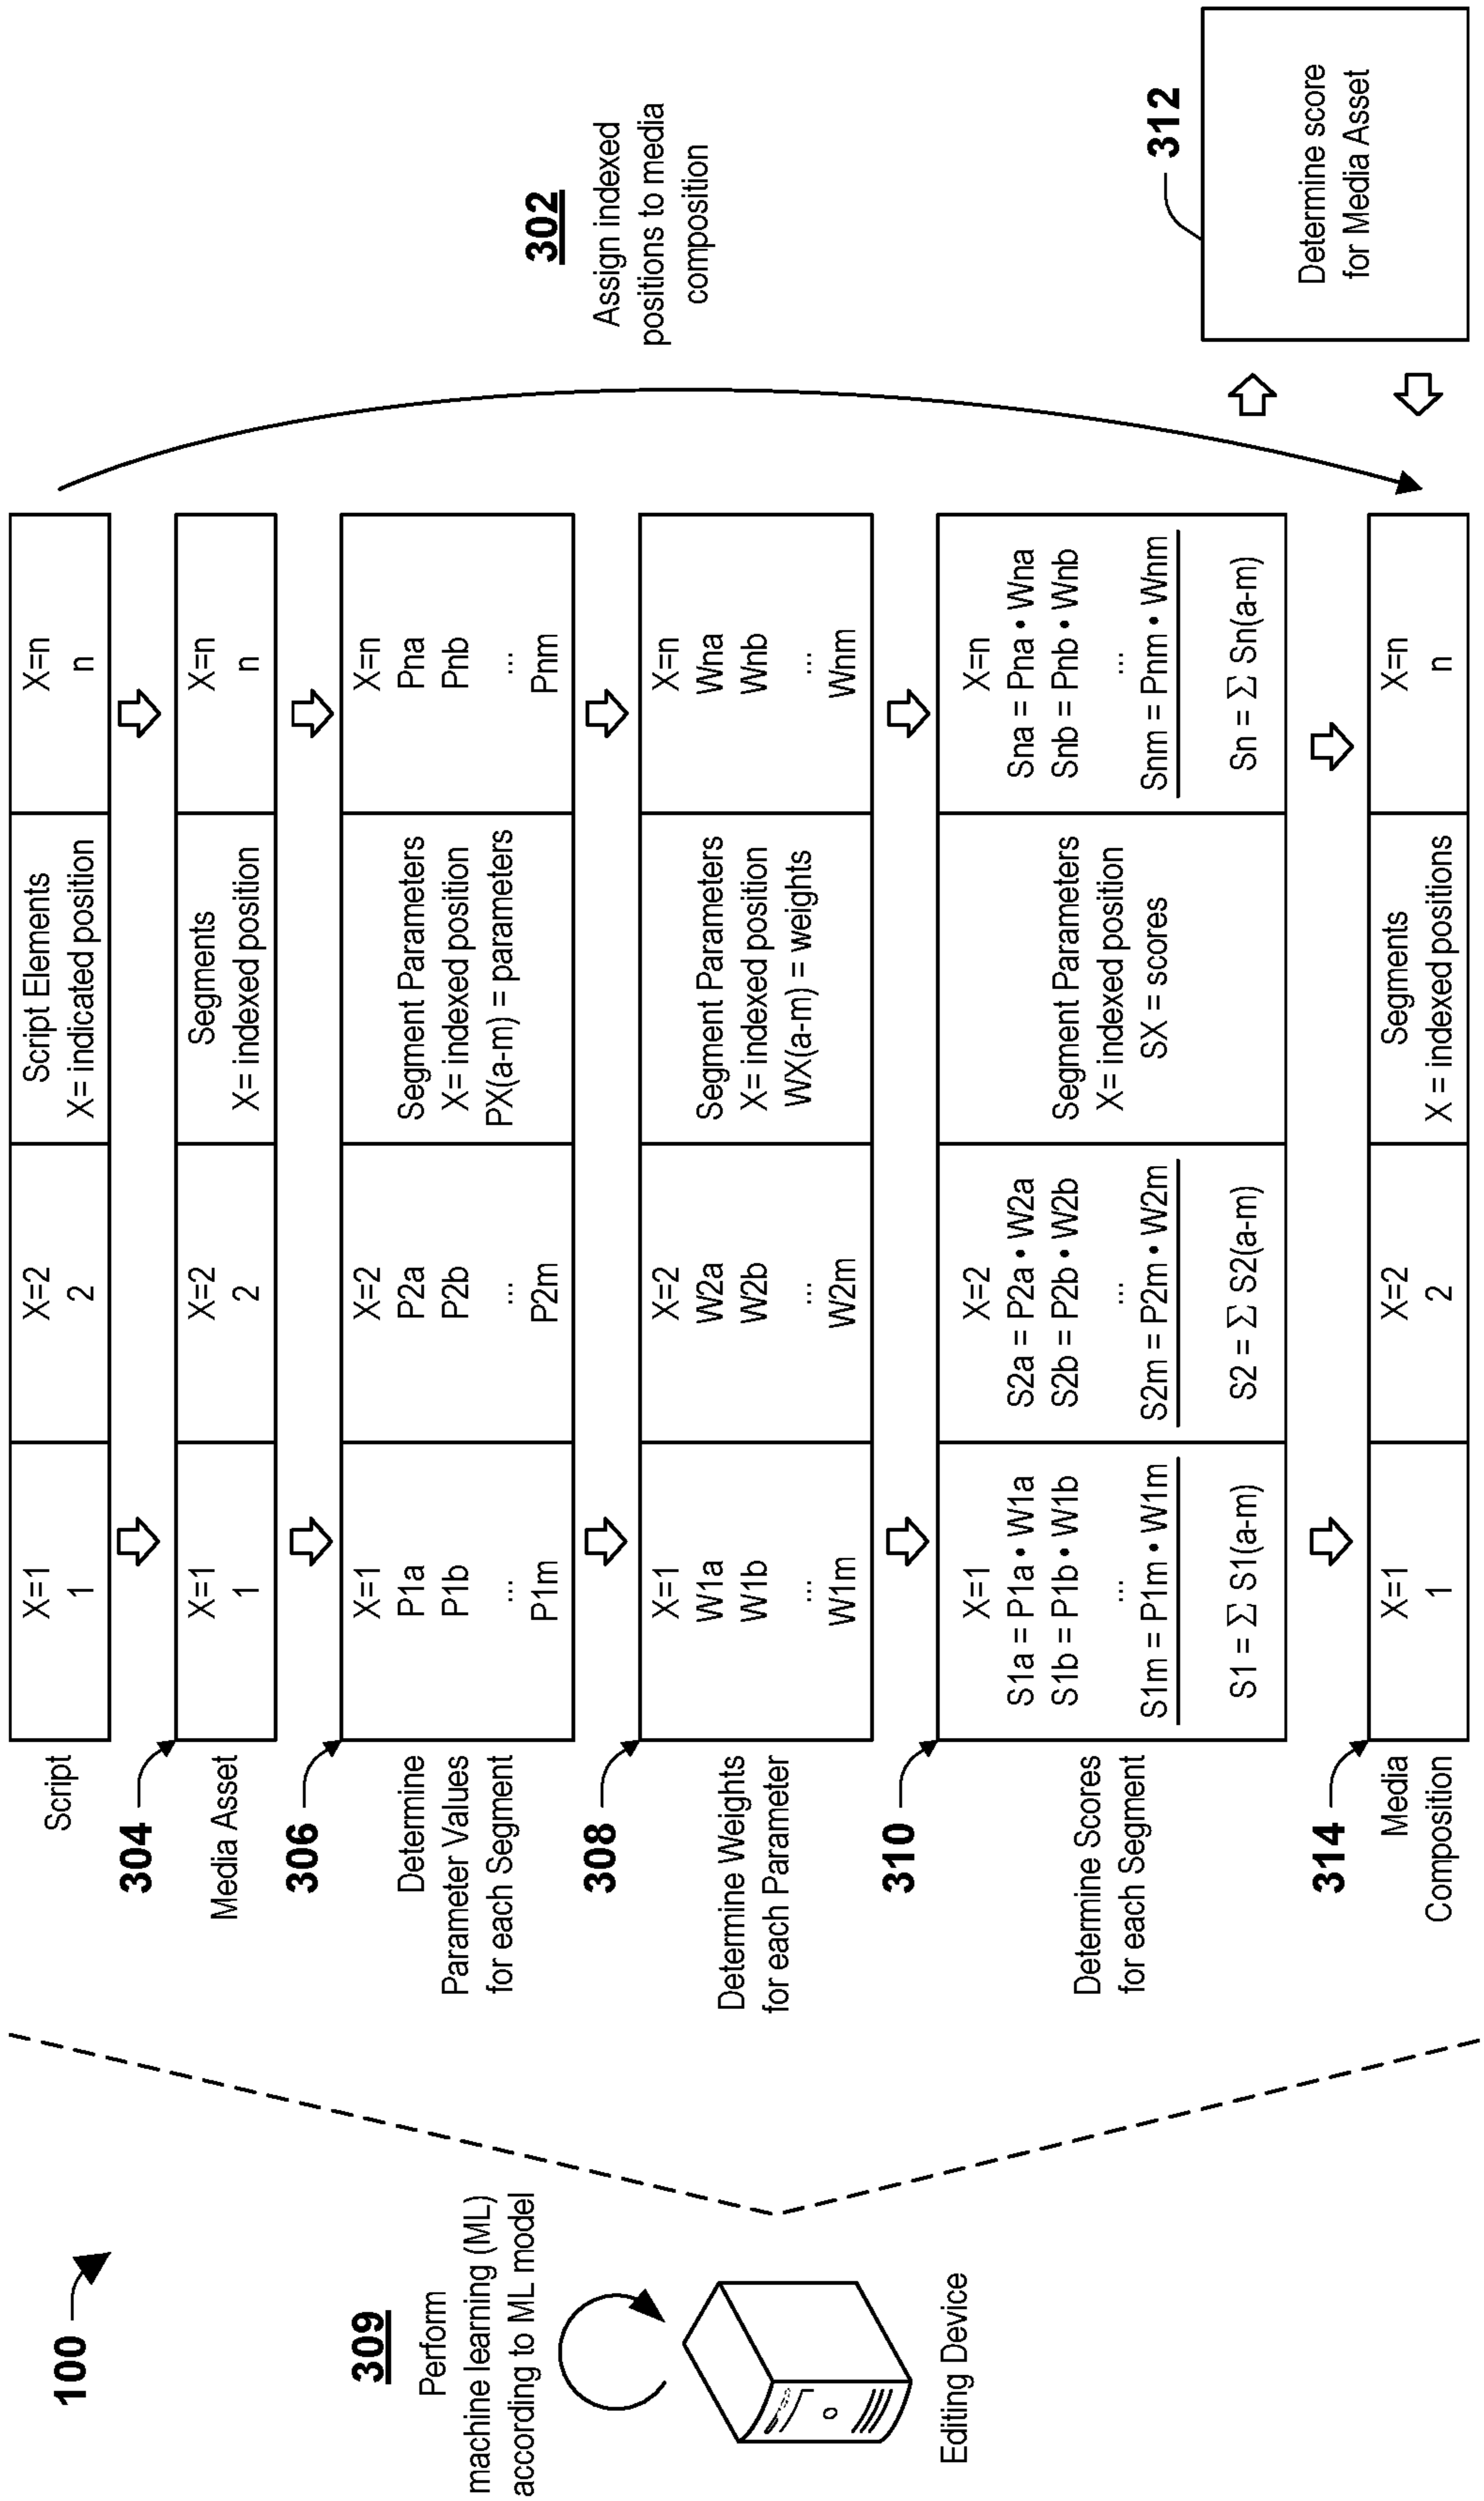 100
309
Perform
machine learning (ML)
according to ML model
Editing Device
302
Assign indexed
positions to media
composition
Script
X=1
1
X=2
2
Script Elements
X= indicated position
X=n
n
304
Media Asset
X=1
1
X=2
2
Segments
X= indexed position
X=n
n
306
Determine
Parameter Values
for each Segment
X=1
P1a
P1b
...
P1m
X=2
P2a
P2b
...
P2m
Segment Parameters
X= indexed position
PX(a-m) = parameters
X=n
Pna
Pnb
...
Pnm
308
Determine Weights
for each Parameter
X=1
W1a
W1b
...
W1m
X=2
W2a
W2b
...
W2m
Segment Parameters
X= indexed position
WX(a-m) = weights
X=n
Wna
Wnb
...
Wnm
310
Determine Scores
for each Segment
X=1
S1a = P1a • W1a
S1b = P1b • W1b
...
S1m = P1m • W1m
S1 = Σ S1(a-m)
X=2
S2a = P2a • W2a
S2b = P2b • W2b
...
S2m = P2m • W2m
S2 = Σ S2(a-m)
Segment Parameters
X= indexed position
SX = scores
X=n
Sna = Pna • Wna
Snb = Pnb • Wnb
...
Snm = Pnm • Wnm
Sn = Σ Sn(a-m)
312
Determine score
for Media Asset
314
Media
Composition
X=1
1
X=2
2
Segments
X = indexed positions
X=n
n